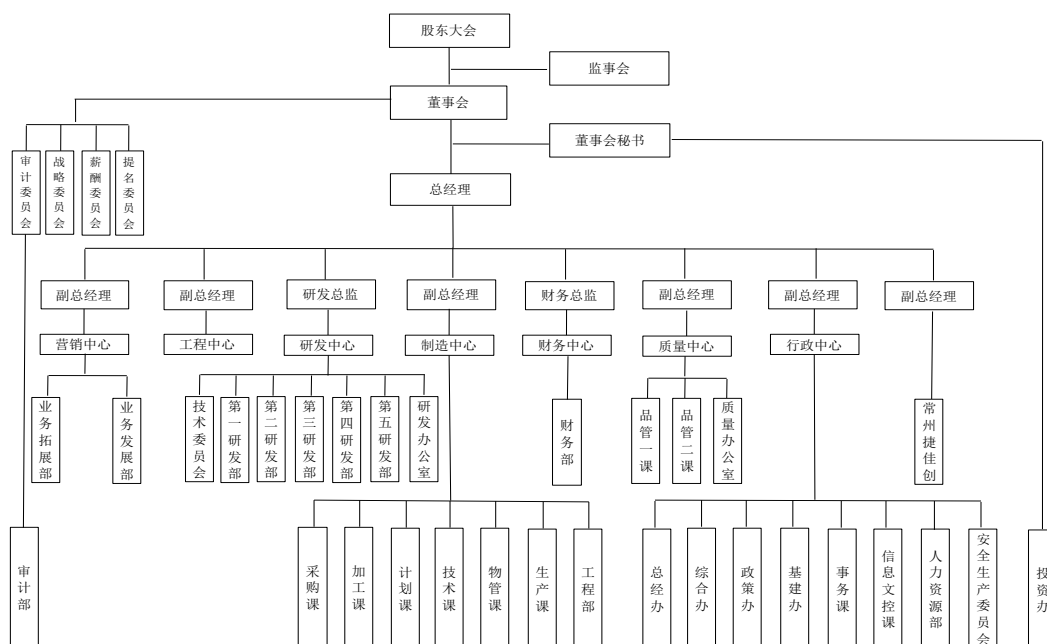 股东大会
监事会
董事会
董事会秘书
审计委员会
战略委员会
薪酬委员会
提名委员会
总经理
副总经理
副总经理
研发总监
副总经理
财务总监
副总经理
副总经理
副总经理
营销中心
工程中心
研发中心
制造中心
财务中心
质量中心
行政中心
业务拓展部
业务发展部
技术委员会
第一研发部
第二研发部
第三研发部
第四研发部
第五研发部
研发办公室
财务部
品管一课
品管二课
质量办公室
常州捷佳创
审计部
采购课
加工课
计划课
技术课
物管课
生产课
工程部
总经办
综合办
政策办
基建办
事务课
信息文控课
人力资源部
安全生产委员会
投资办